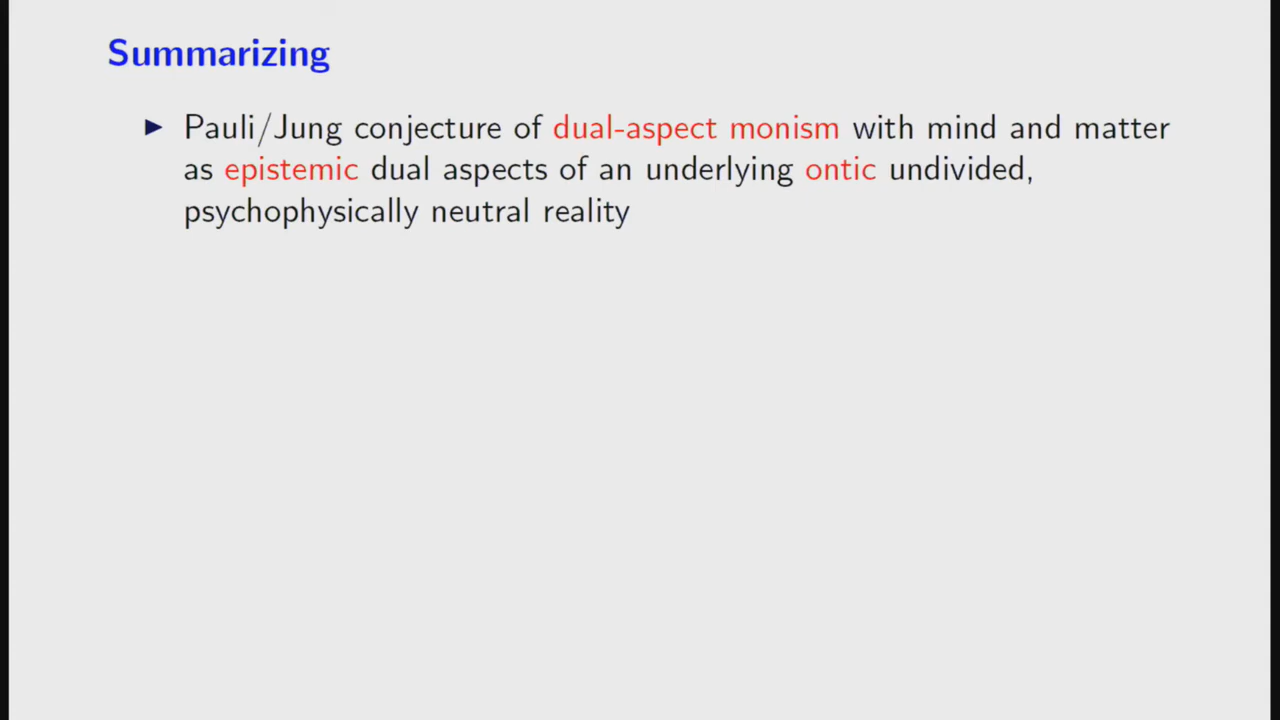 Summarizing
▶ Pauli/Jung conjecture of dual-aspect monism with mind and matter
as epistemic dual aspects of an underlying ontic undivided,
psychophysically neutral reality